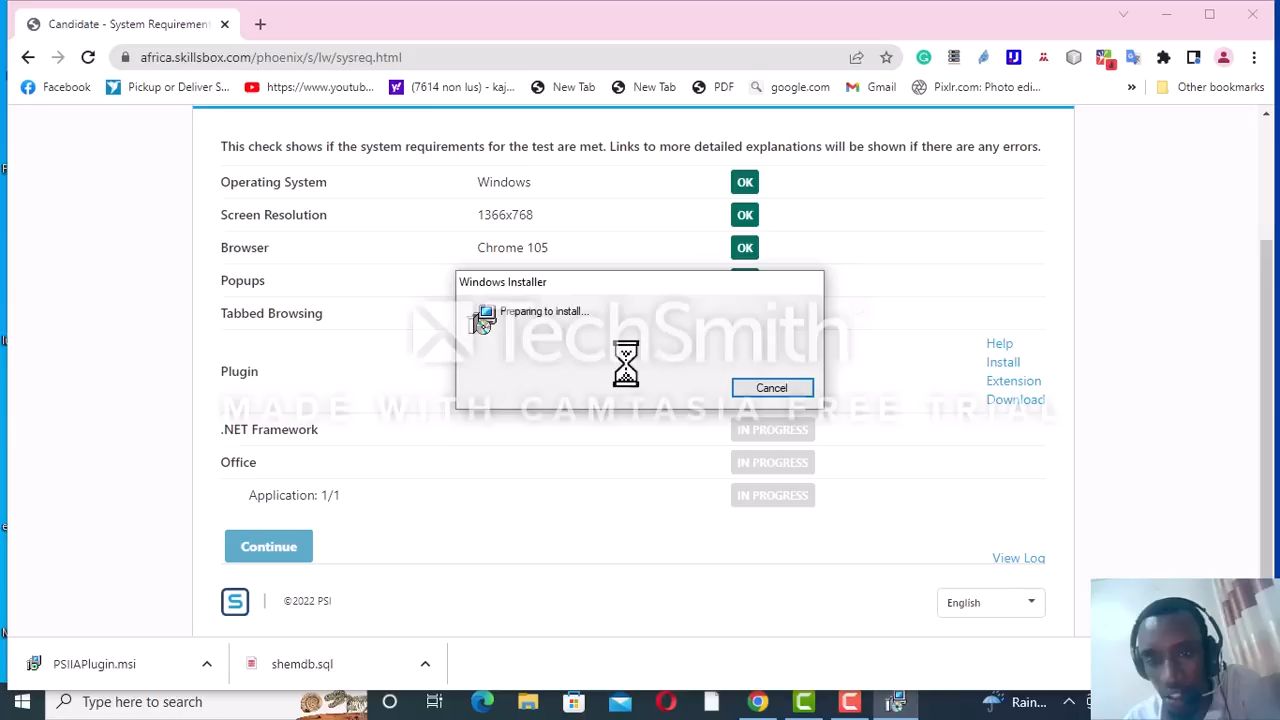 Candidate - System Requirement
africa.skillsbox.com/phoenix/s/lw/sysreq.html
Facebook
Pickup or Deliver S...
https://www.youtub...
(7614 non lus) - kaj...
New Tab
New Tab
PDF
google.com
Gmail
Pixlr.com: Photo edi...
»
Other bookmarks
This check shows if the system requirements for the test are met. Links to more detailed explanations will be shown if there are any errors.
Operating System Windows OK
Screen Resolution 1366x768 OK
Browser Chrome 105 OK
Popups
Tabbed Browsing
Windows Installer
Preparing to install...
Cancel
TechSmith
MADE WITH CAMTASIA FREE TRIAL
Plugin
Help
Install
Extension
Download
.NET Framework IN PROGRESS
Office IN PROGRESS
Application: 1/1 IN PROGRESS
Continue
View Log
S
©2022 PSI
English
PSIIAPlugin.msi
shemdb.sql
Type here to search
Rain...